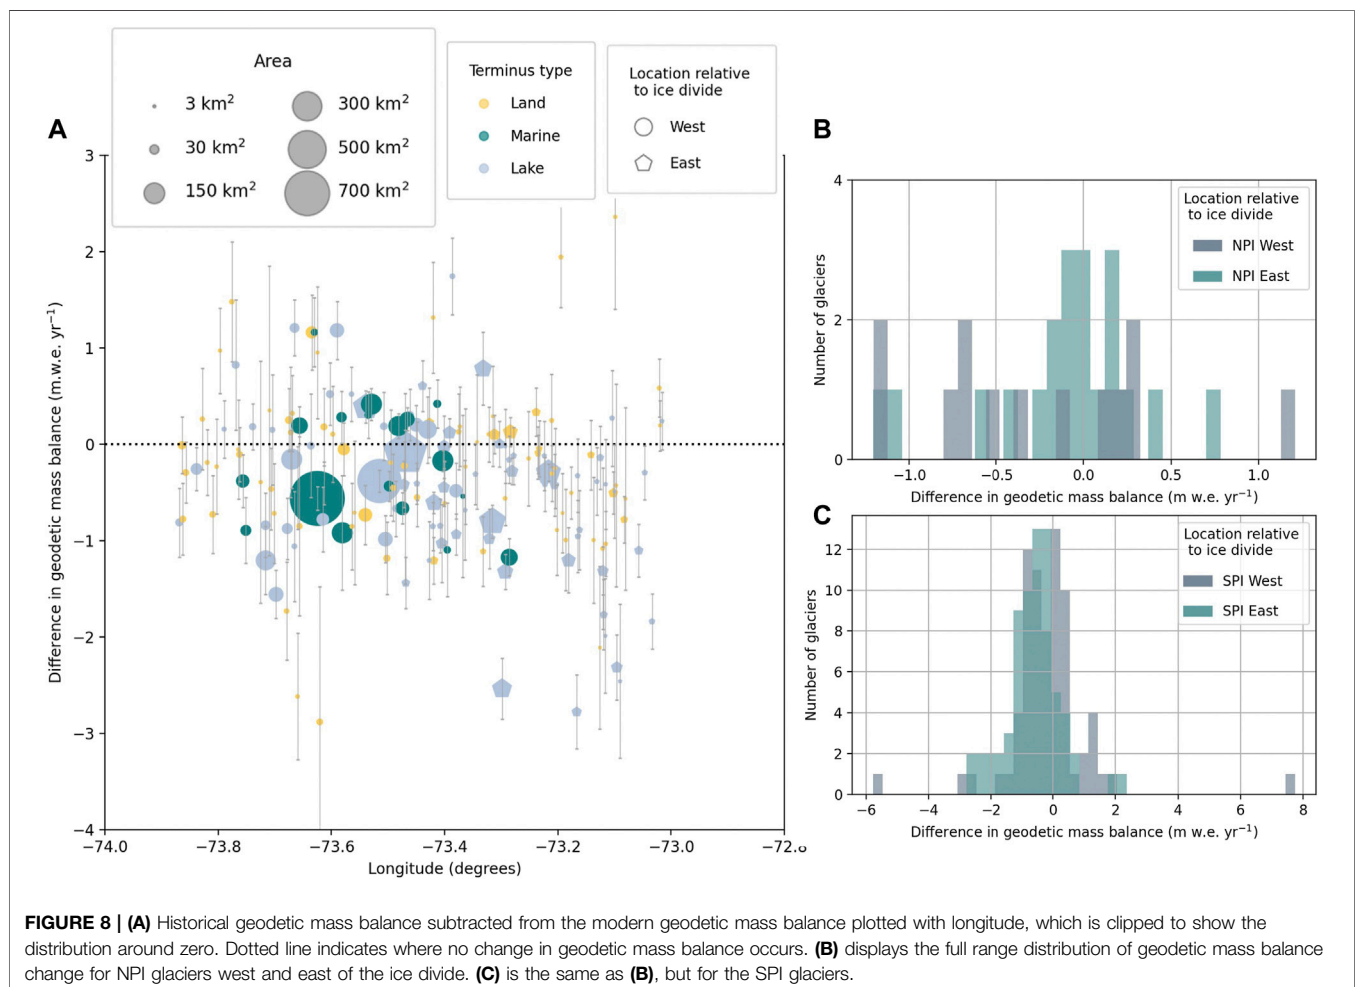 Area
3 km²
30 km²
150 km²
300 km²
500 km²
700 km²
Terminus type
Land
Marine
Lake
Location relative
to ice divide
West
East
A
3
2
1
0
−1
−2
−3
−4
Difference in geodetic mass balance (m.w.e. yr⁻¹)
−74.0
−73.8
−73.6
−73.4
−73.2
−73.0
−72.8
Longitude (degrees)
B
4
2
0
Number of glaciers
Location relative
to ice divide
NPI West
NPI East
−1.0
−0.5
0.0
0.5
1.0
Difference in geodetic mass balance (m w.e. yr⁻¹)
C
12
10
8
6
4
2
0
Number of glaciers
Location relative
to ice divide
SPI West
SPI East
−6
−4
−2
0
2
4
6
8
Difference in geodetic mass balance (m w.e. yr⁻¹)
FIGURE 8 | (A) Historical geodetic mass balance subtracted from the modern geodetic mass balance plotted with longitude, which is clipped to show the
distribution around zero. Dotted line indicates where no change in geodetic mass balance occurs. (B) displays the full range distribution of geodetic mass balance
change for NPI glaciers west and east of the ice divide. (C) is the same as (B), but for the SPI glaciers.